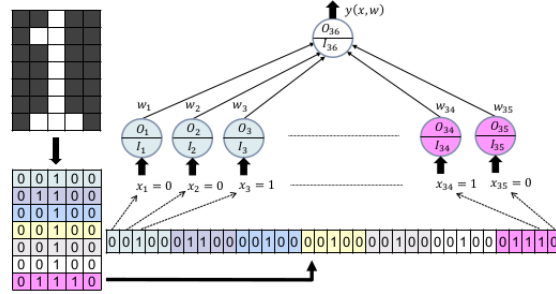 y(x, w)
O₃₆
I₃₆
w₁ w₂ w₃ w₃₄ w₃₅
O₁ O₂ O₃ O₃₄ O₃₅
I₁ I₂ I₃ I₃₄ I₃₅
x₁ = 0 x₂ = 0 x₃ = 1 x₃₄ = 1 x₃₅ = 0
0 0 1 0 0
0 1 1 0 0
0 0 1 0 0
0 0 1 0 0
0 0 1 0 0
0 0 1 0 0
0 1 1 1 0
0 0 1 0 0 0 1 1 0 0 0 0 1 0 0 0 0 1 0 0 0 0 1 0 0 0 0 1 0 0 0 1 1 1 0